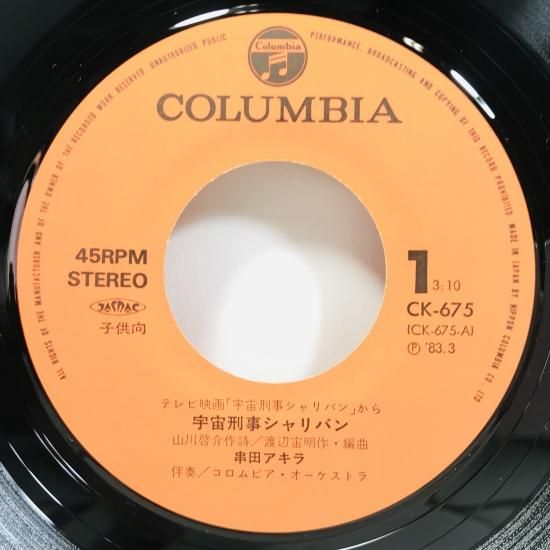 ALL RIGHTS OF THE MANUFACTURER AND OF THE OWNER OF THE RECORDED WORK RESERVED. UNAUTHORIZED PUBLIC PERFORMANCE, BROADCASTING AND COPYING OF THIS RECORD PROHIBITED. MADE IN JAPAN BY NIPPON COLUMBIA CO., LTD
Columbia
COLUMBIA
45RPM
STEREO
JASRAC
子供向
1 3:10
CK-675
(CK-675-A)
Ⓟ '83.3
テレビ映画「宇宙刑事シャリバン」から
宇宙刑事シャリバン
山川啓介作詩/渡辺宙明作・編曲
串田アキラ
伴奏/コロムビア・オーケストラ